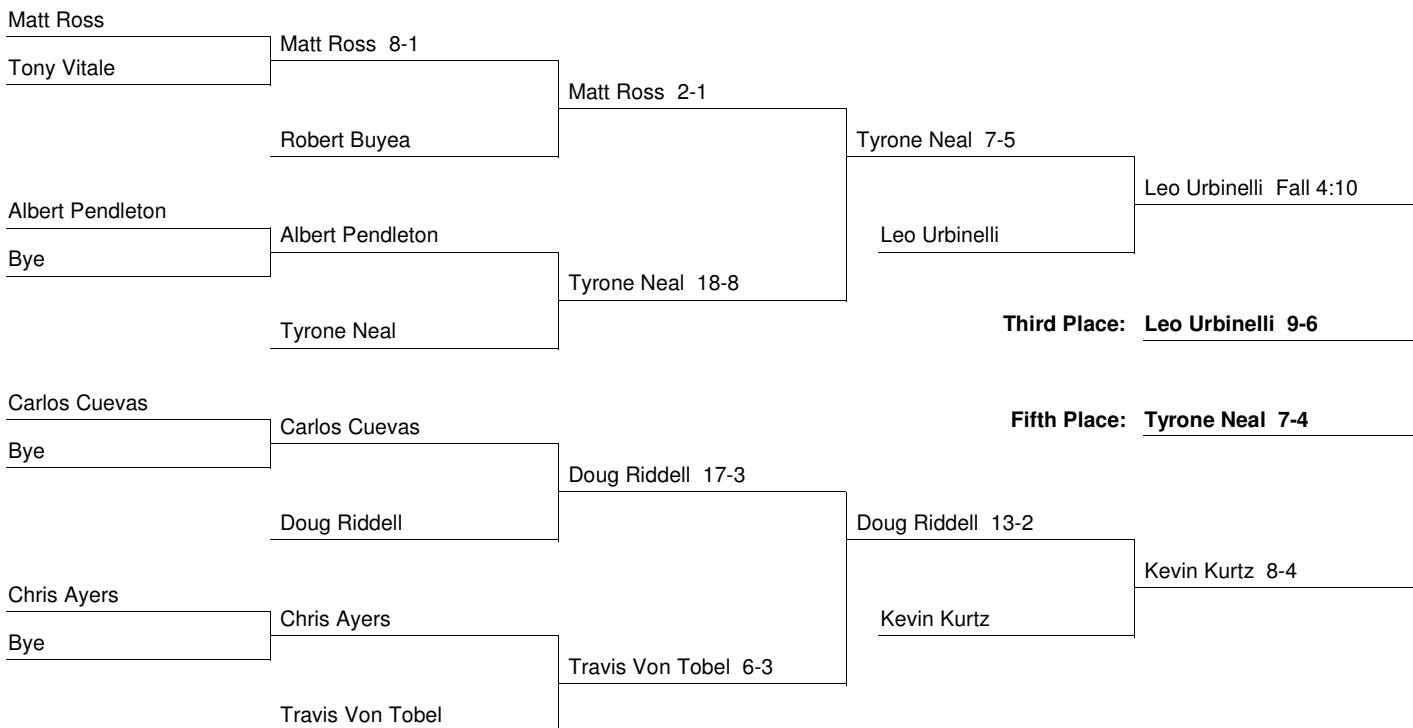 Matt Ross
Matt Ross  8-1
Tony Vitale
Matt Ross  2-1
Robert Buyea
Tyrone Neal  7-5
Leo Urbinelli  Fall 4:10
Albert Pendleton
Albert Pendleton
Leo Urbinelli
Bye
Tyrone Neal  18-8
Third Place: Leo Urbinelli  9-6
Tyrone Neal
Carlos Cuevas
Carlos Cuevas
Fifth Place: Tyrone Neal  7-4
Bye
Doug Riddell  17-3
Doug Riddell
Doug Riddell  13-2
Kevin Kurtz  8-4
Chris Ayers
Chris Ayers
Kevin Kurtz
Bye
Travis Von Tobel  6-3
Travis Von Tobel